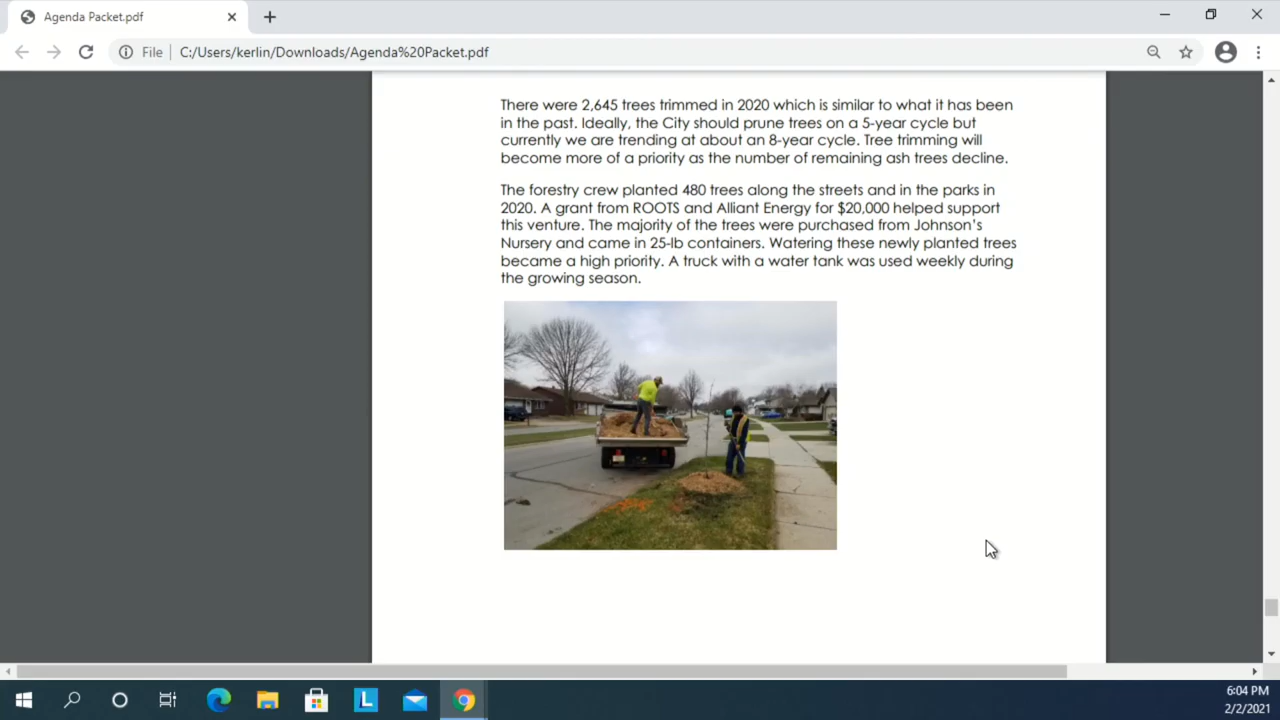 Agenda Packet.pdf
File
C:/Users/kerlin/Downloads/Agenda%20Packet.pdf
There were 2,645 trees trimmed in 2020 which is similar to what it has been
in the past. Ideally, the City should prune trees on a 5-year cycle but
currently we are trending at about an 8-year cycle. Tree trimming will
become more of a priority as the number of remaining ash trees decline.
The forestry crew planted 480 trees along the streets and in the parks in
2020. A grant from ROOTS and Alliant Energy for $20,000 helped support
this venture. The majority of the trees were purchased from Johnson's
Nursery and came in 25-lb containers. Watering these newly planted trees
became a high priority. A truck with a water tank was used weekly during
the growing season.
L
6:04 PM
2/2/2021